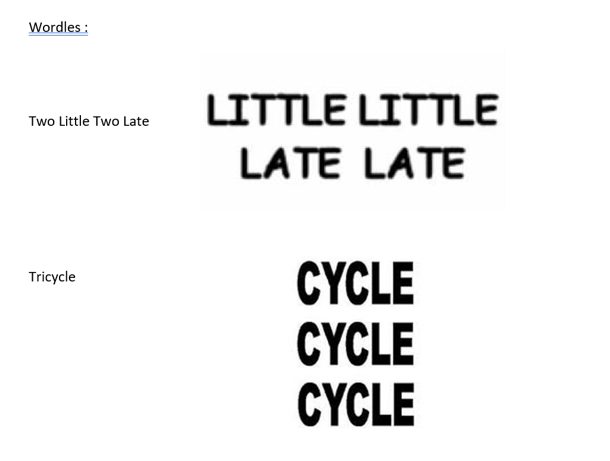 Wordles :
Two Little Two Late
LITTLE LITTLE
LATE LATE
Tricycle
CYCLE
CYCLE
CYCLE